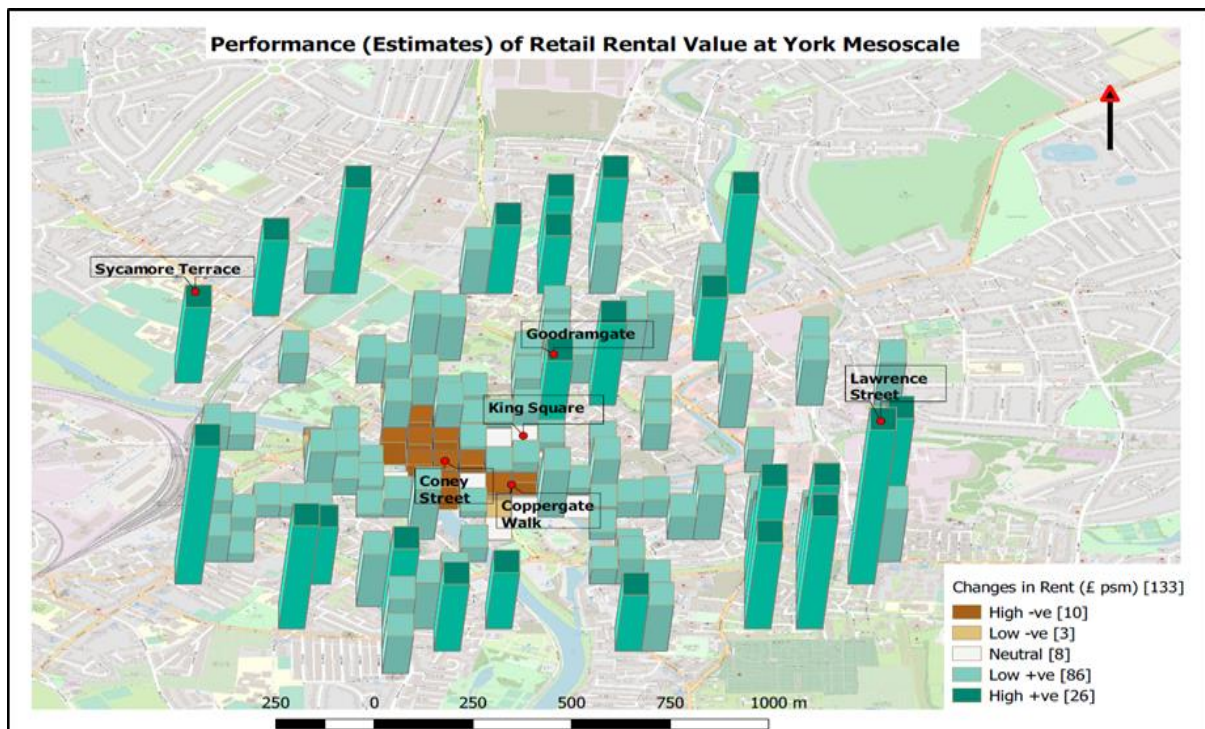 Performance (Estimates) of Retail Rental Value at York Mesoscale
Sycamore Terrace
Goodramgate
Lawrence
Street
King Square
Coney
Street
Coppergate
Walk
Changes in Rent (£ psm) [133]
High -ve [10]
Low -ve [3]
Neutral [8]
Low +ve [86]
High +ve [26]
250 0 250 500 750 1000 m